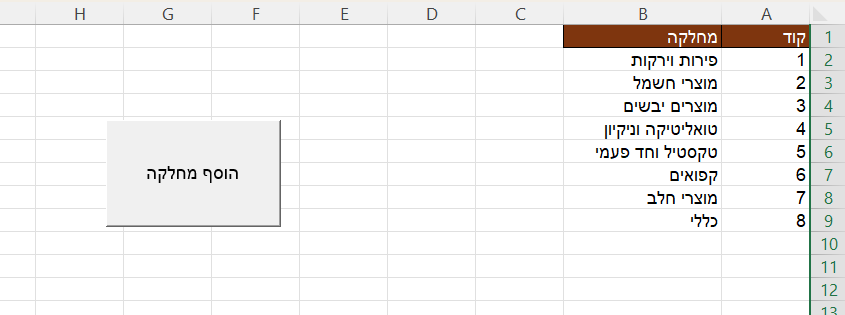 A B C D E F G H
1 קוד מחלקה
2 1 פירות וירקות
3 2 מוצרי חשמל
4 3 מוצרים יבשים
5 4 טואליטיקה וניקיון
6 5 טקסטיל וחד פעמי
7 6 קפואים
8 7 מוצרי חלב
9 8 כללי
10
11
12
13
הוסף מחלקה